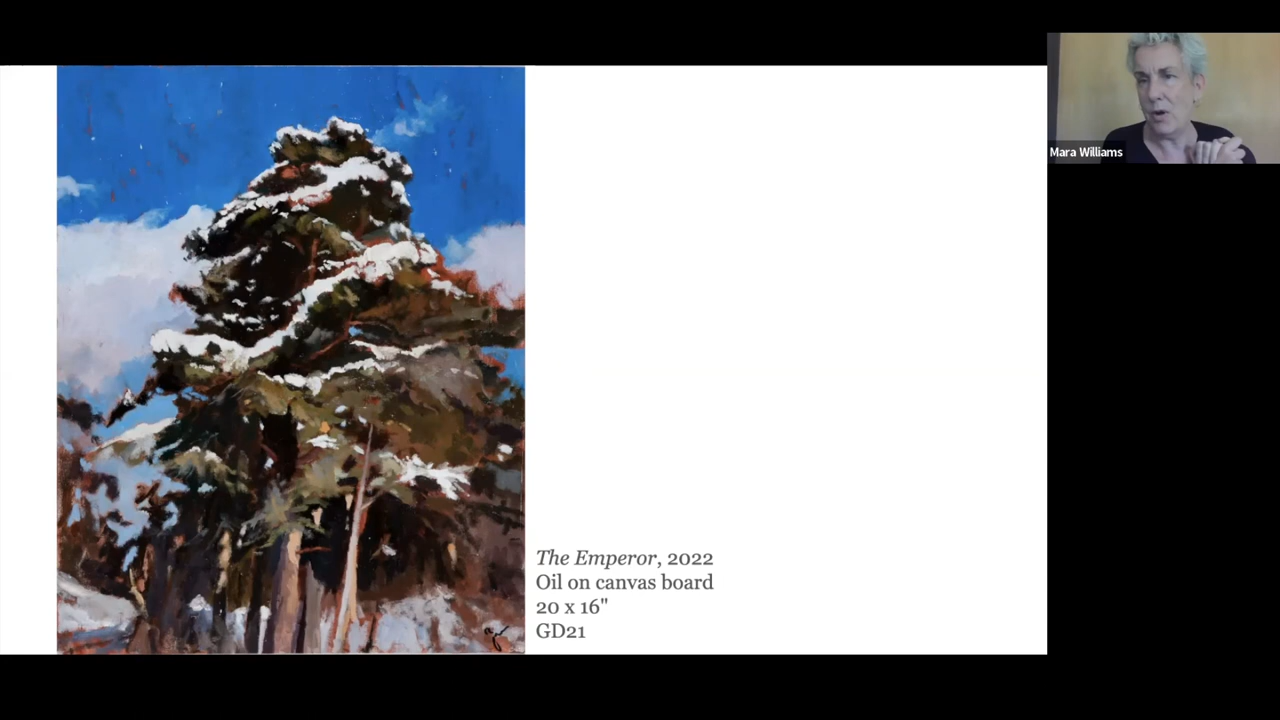 Mara Williams
The Emperor, 2022
Oil on canvas board
20 x 16"
GD21